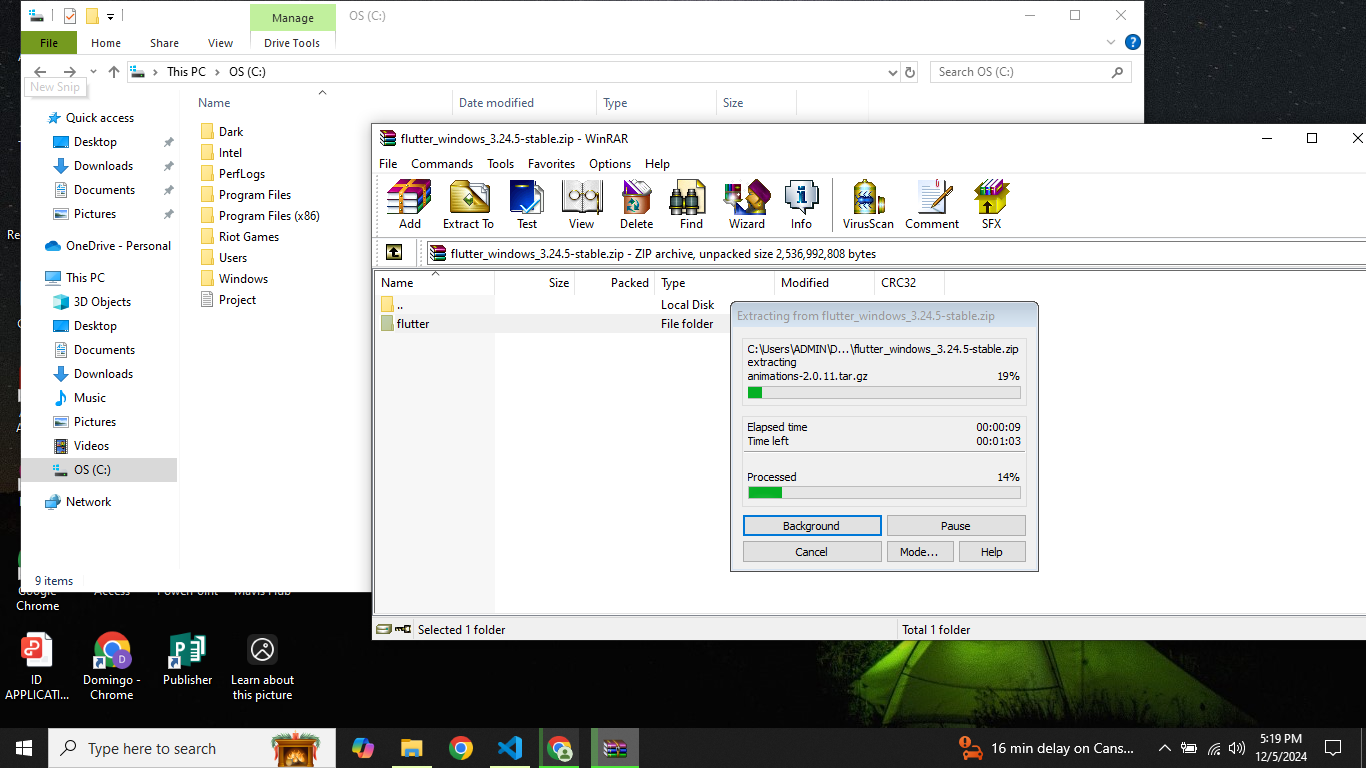 Manage
OS (C:)
File
Home
Share
View
Drive Tools
This PC
OS (C:)
Search OS (C:)
New Snip
Name
Date modified
Type
Size
Quick access
Desktop
Downloads
Documents
Pictures
OneDrive - Personal
This PC
3D Objects
Desktop
Documents
Downloads
Music
Pictures
Videos
OS (C:)
Network
Dark
Intel
PerfLogs
Program Files
Program Files (x86)
Riot Games
Users
Windows
Project
9 items
flutter_windows_3.24.5-stable.zip - WinRAR
File
Commands
Tools
Favorites
Options
Help
Add
Extract To
Test
View
Delete
Find
Wizard
Info
VirusScan
Comment
SFX
flutter_windows_3.24.5-stable.zip - ZIP archive, unpacked size 2,536,992,808 bytes
Name
Size
Packed
Type
Modified
CRC32
..
Local Disk
flutter
File folder
Extracting from flutter_windows_3.24.5-stable.zip
C:\Users\ADMIN\D...\flutter_windows_3.24.5-stable.zip
extracting
animations-2.0.11.tar.gz 19%
Elapsed time 00:00:09
Time left 00:01:03
Processed 14%
Background
Pause
Cancel
Mode...
Help
Selected 1 folder
Total 1 folder
Google
Chrome
Access
PowerPoint
ID
APPLICATI...
Domingo -
Chrome
Publisher
Learn about
this picture
Type here to search
16 min delay on Cans...
5:19 PM
12/5/2024